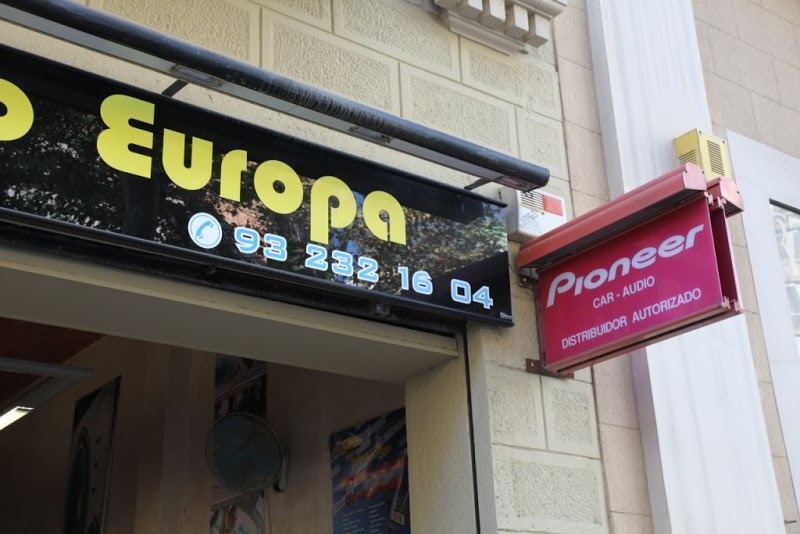 o Europa
93 232 16 04
Pioneer
CAR - AUDIO
DISTRIBUIDOR AUTORIZADO